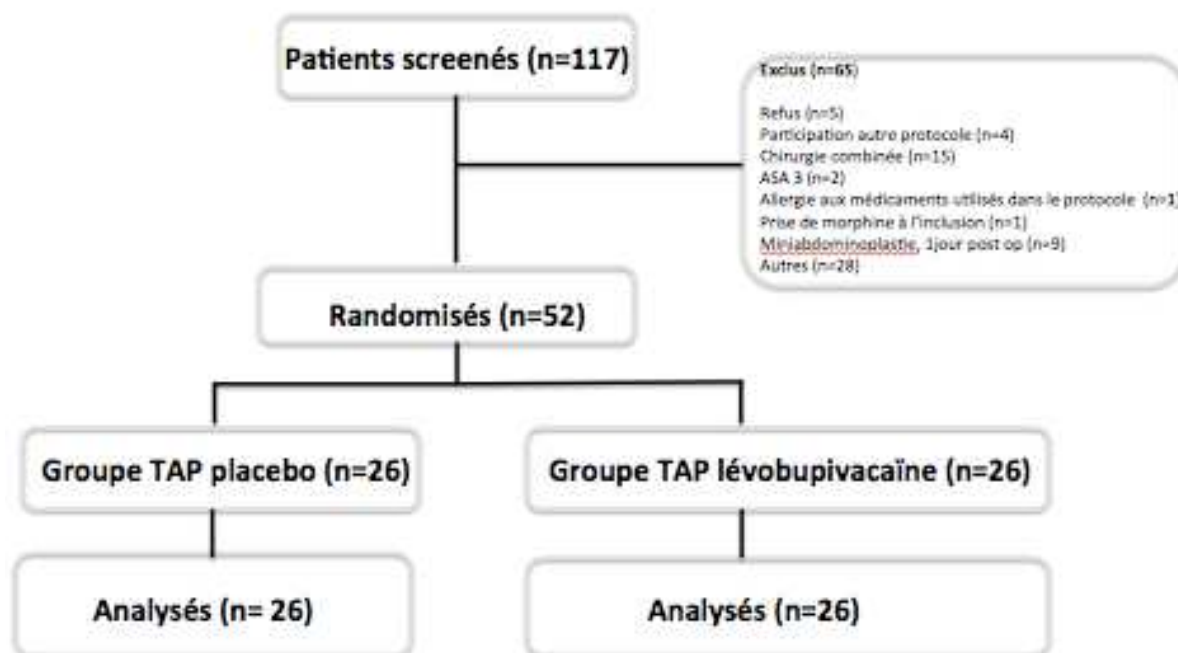 Patients screenés (n=117)
Exclus (n=65)
Refus (n=5)
Participation autre protocole (n=4)
Chirurgie combinée (n=15)
ASA 3 (n=2)
Allergie aux médicaments utilisés dans le protocole (n=1)
Prise de morphine à l'inclusion (n=1)
Miniabdominoplastie, 1jour post op (n=9)
Autres (n=28)
Randomisés (n=52)
Groupe TAP placebo (n=26)
Groupe TAP lévobupivacaïne (n=26)
Analysés (n= 26)
Analysés (n=26)